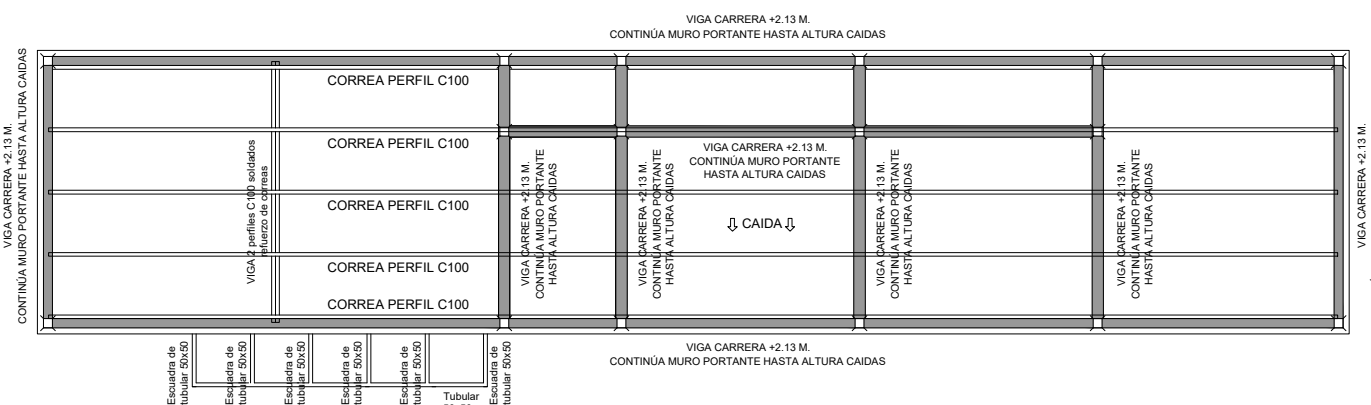 VIGA CARRERA +2.13 M.
CONTINÚA MURO PORTANTE HASTA ALTURA CAIDAS
VIGA CARRERA +2.13 M.
CONTINÚA MURO PORTANTE HASTA ALTURA CAIDAS
CORREA PERFIL C100
CORREA PERFIL C100
CORREA PERFIL C100
CORREA PERFIL C100
CORREA PERFIL C100
VIGA 2 perfiles C100 soldados
refuerzo de correas
VIGA CARRERA +2.13 M.
CONTINÚA MURO PORTANTE
HASTA ALTURA CAIDAS
VIGA CARRERA +2.13 M.
CONTINÚA MURO PORTANTE
HASTA ALTURA CAIDAS
VIGA CARRERA +2.13 M.
CONTINÚA MURO PORTANTE
HASTA ALTURA CAIDAS
⇩ CAIDA ⇩
VIGA CARRERA +2.13 M.
CONTINÚA MURO PORTANTE
HASTA ALTURA CAIDAS
VIGA CARRERA +2.13 M.
CONTINÚA MURO PORTANTE
HASTA ALTURA CAIDAS
VIGA CARRERA +2.13 M.
VIGA CARRERA +2.13 M.
CONTINÚA MURO PORTANTE HASTA ALTURA CAIDAS
Escuadra de
tubular 50x50
Escuadra de
tubular 50x50
Escuadra de
tubular 50x50
Escuadra de
tubular 50x50
Escuadra de
tubular 50x50
Tubular
Escuadra de
tubular 50x50